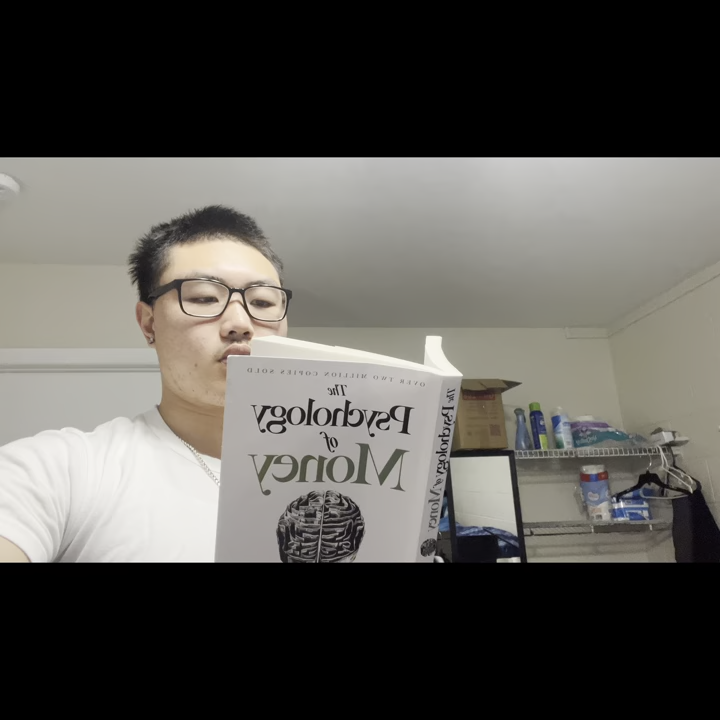 OVER TWO MILLION COPIES SOLD
The
Psychology
of
Money
The Psychology of Money